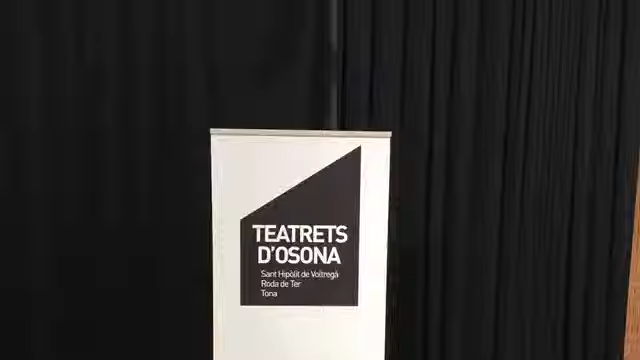 TEATRETS
D'OSONA
Sant Hipòlit de Voltregà
Roda de Ter
Tona